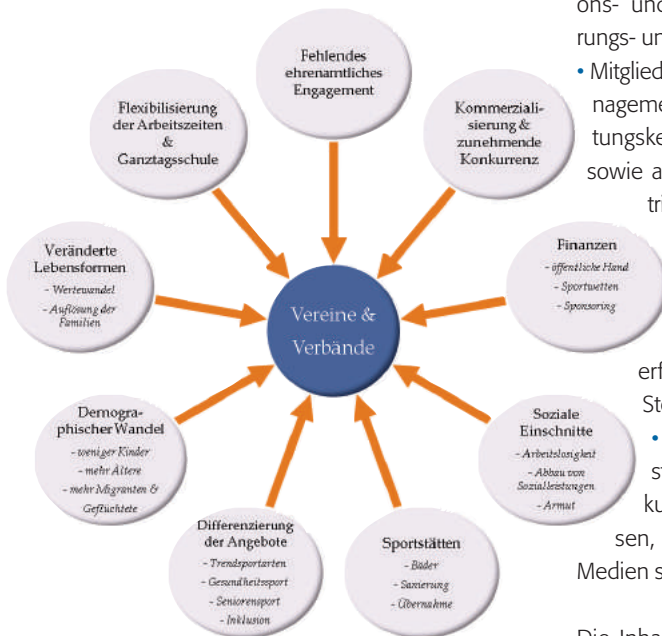 Fehlendes
ehrenamtliches
Engagement
Flexibilisierung
der Arbeitszeiten
&
Ganztagsschule
Kommerziali-
sierung &
zunehmende
Konkurrenz
Veränderte
Lebensformen
- Wertewandel
- Auflösung der
Familien
Finanzen
- öffentliche Hand
- Sportwetten
- Sponsoring
Vereine &
Verbände
Demogra-
phischer Wandel
- weniger Kinder
- mehr Ältere
- mehr Migranten &
Geflüchtete
Soziale
Einschnitte
- Arbeitslosigkeit
- Abbau von
Sozialleistungen
- Armut
Differenzierung
der Angebote
- Trendsportarten
- Gesundheitssport
- Seniorensport
- Inklusion
Sportstätten
- Bäder
- Sanierung
- Übernahme
ons- und
rungs- un
• Mitglied
nageme
tungske
sowie a
tri
erf
Ste
•
s
ku
sen,
Medien s
Die Inhe